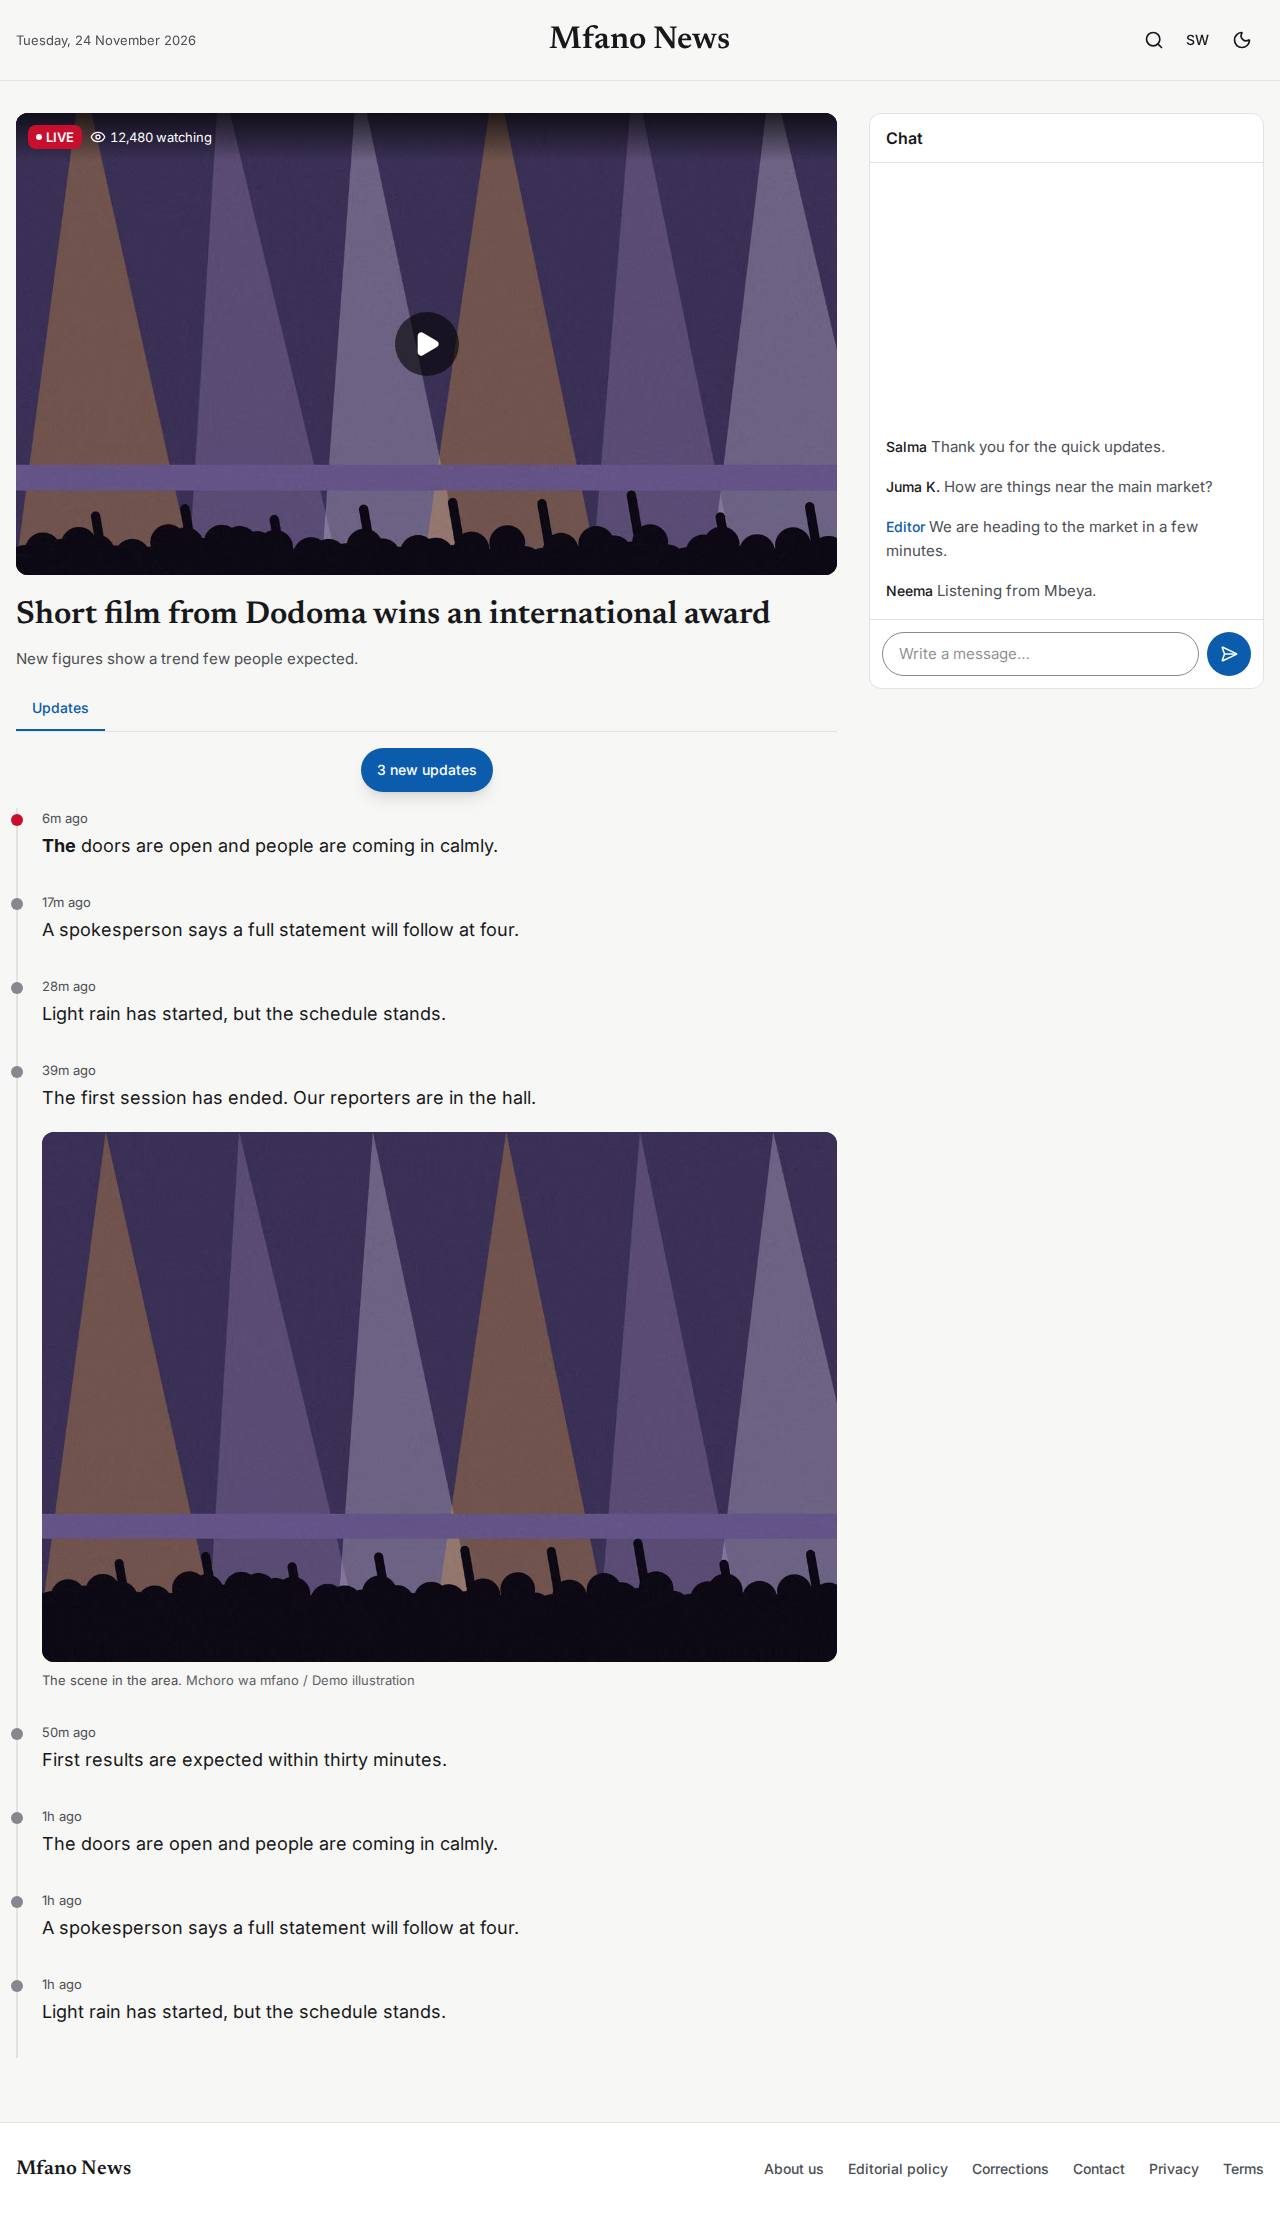 Tuesday, 24 November 2026
Mfano News
SW
LIVE
12,480 watching
Short film from Dodoma wins an international award
New figures show a trend few people expected.
Updates
3 new updates
6m ago
The doors are open and people are coming in calmly.
17m ago
A spokesperson says a full statement will follow at four.
28m ago
Light rain has started, but the schedule stands.
39m ago
The first session has ended. Our reporters are in the hall.
The scene in the area. Mchoro wa mfano / Demo illustration
50m ago
First results are expected within thirty minutes.
1h ago
The doors are open and people are coming in calmly.
1h ago
A spokesperson says a full statement will follow at four.
1h ago
Light rain has started, but the schedule stands.
Chat
Salma Thank you for the quick updates.
Juma K. How are things near the main market?
Editor We are heading to the market in a few
minutes.
Neema Listening from Mbeya.
Write a message...
Mfano News
About us
Editorial policy
Corrections
Contact
Privacy
Terms